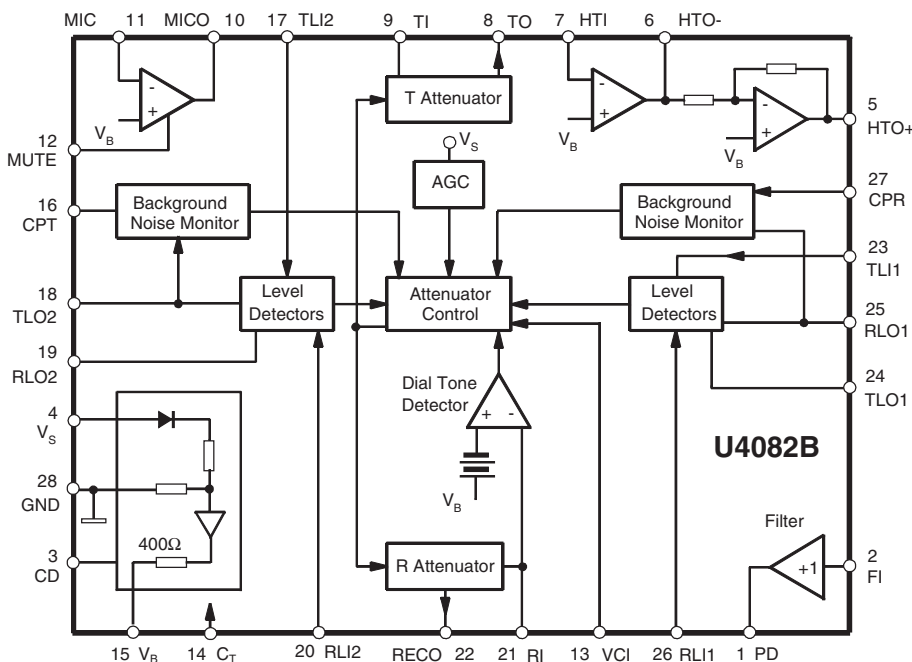 MIC 11 MICO 10 17 TLI2 9 TI 8 TO 7 HTI 6 HTO-
- + V_B
T Attenuator
- + V_B
- + V_B
5
HTO+
12
MUTE
V_S
AGC
16
CPT
Background
Noise Monitor
Background
Noise Monitor
27
CPR
23
TLI1
18
TLO2
Level
Detectors
Attenuator
Control
Level
Detectors
25
RLO1
19
RLO2
24
TLO1
Dial Tone
Detector
+ -
V_B
4
V_S
U4082B
28
GND
400Ω
3
CD
R Attenuator
Filter
+1
2
FI
15 V_B 14 C_T 20 RLI2 RECO 22 21 RI 13 VCI 26 RLI1 1 PD